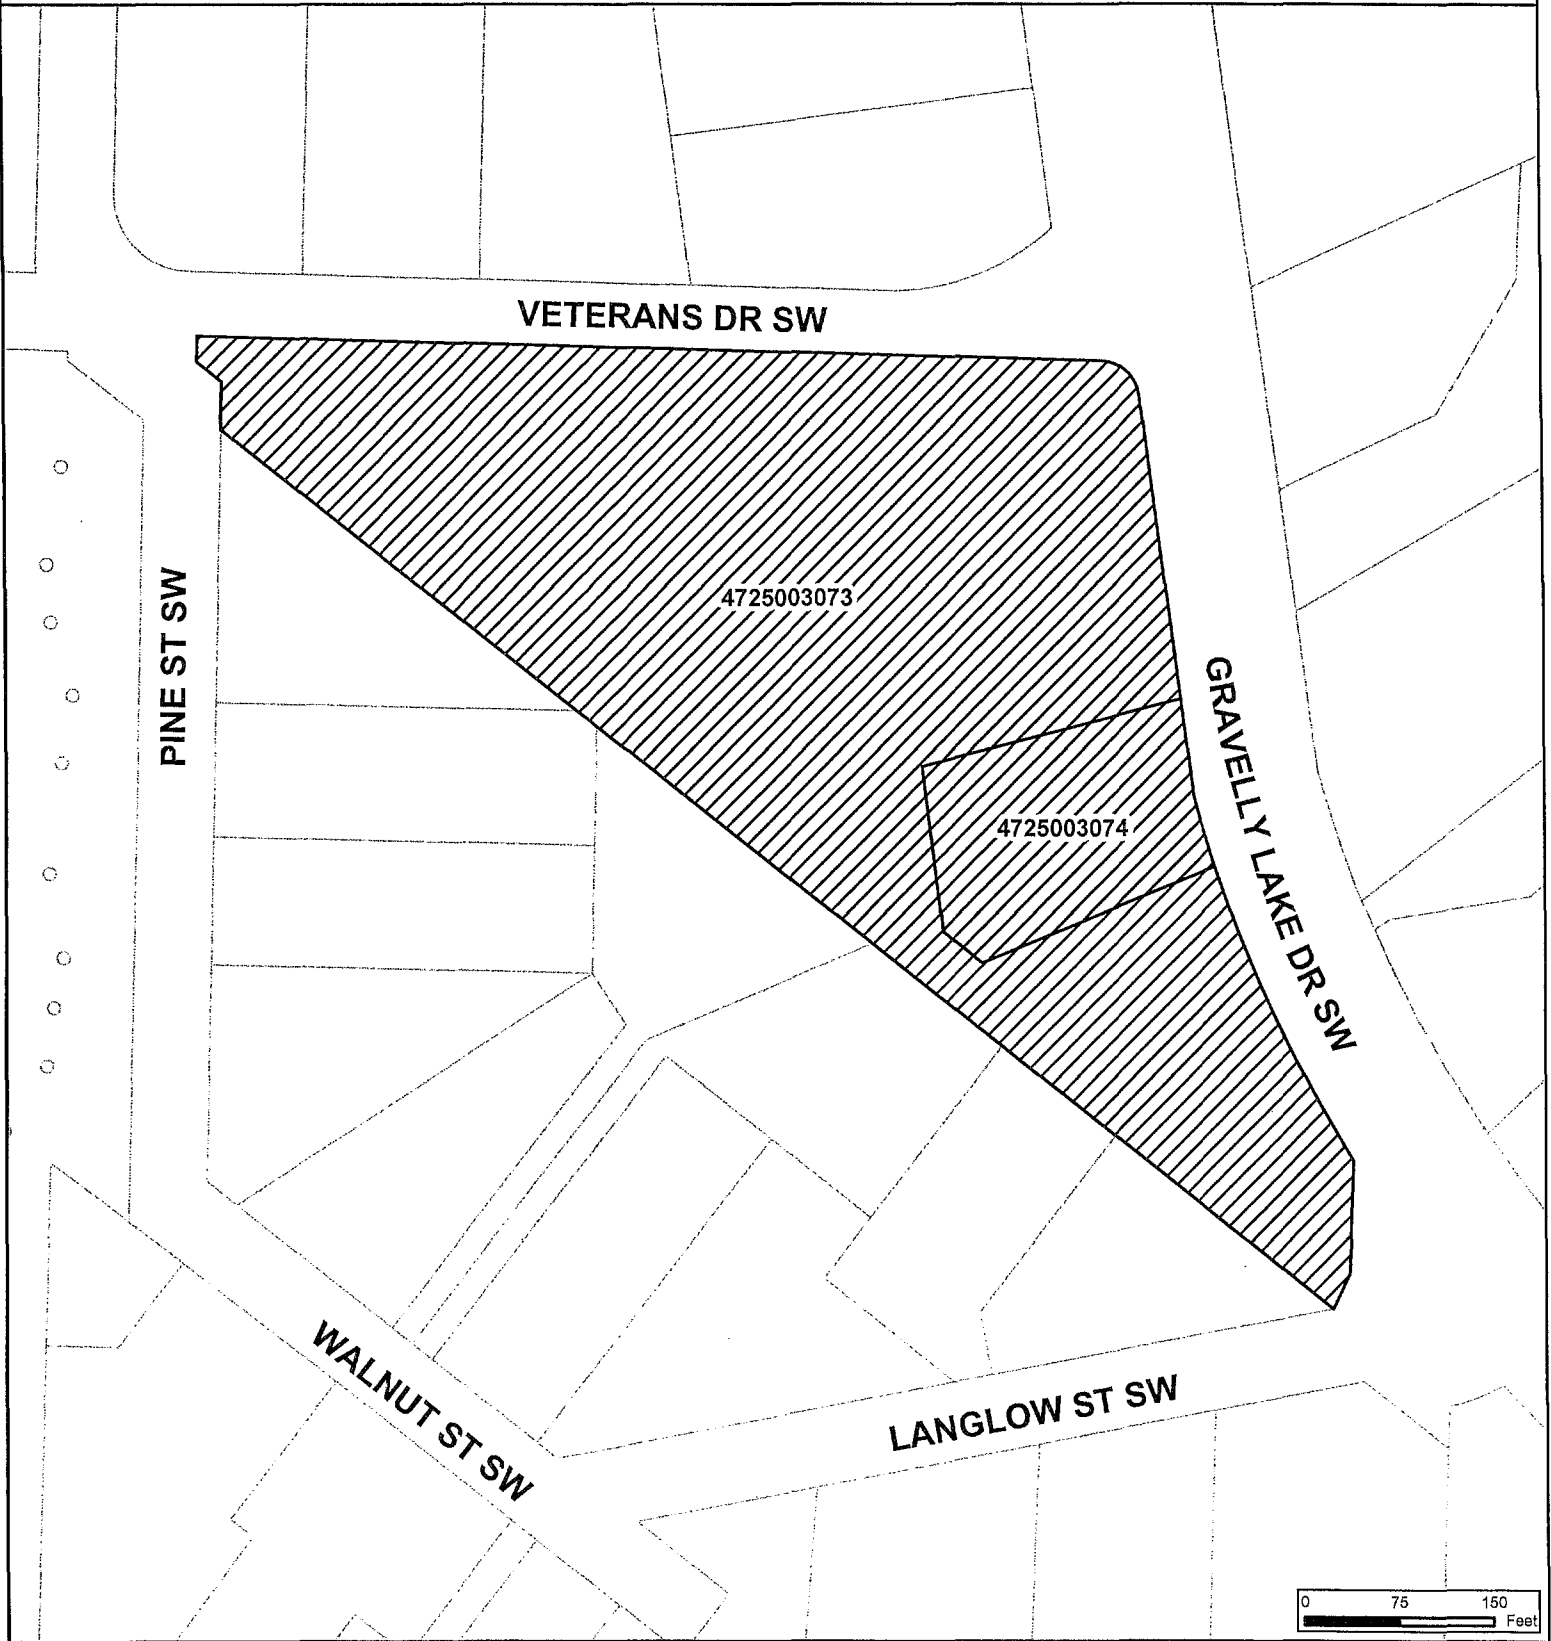 VETERANS DR SW
4725003073
PINE ST SW
GRAVELLY LAKE DR SW
4725003074
WALNUT ST SW
LANGLOW ST SW
0 75 150
Feet